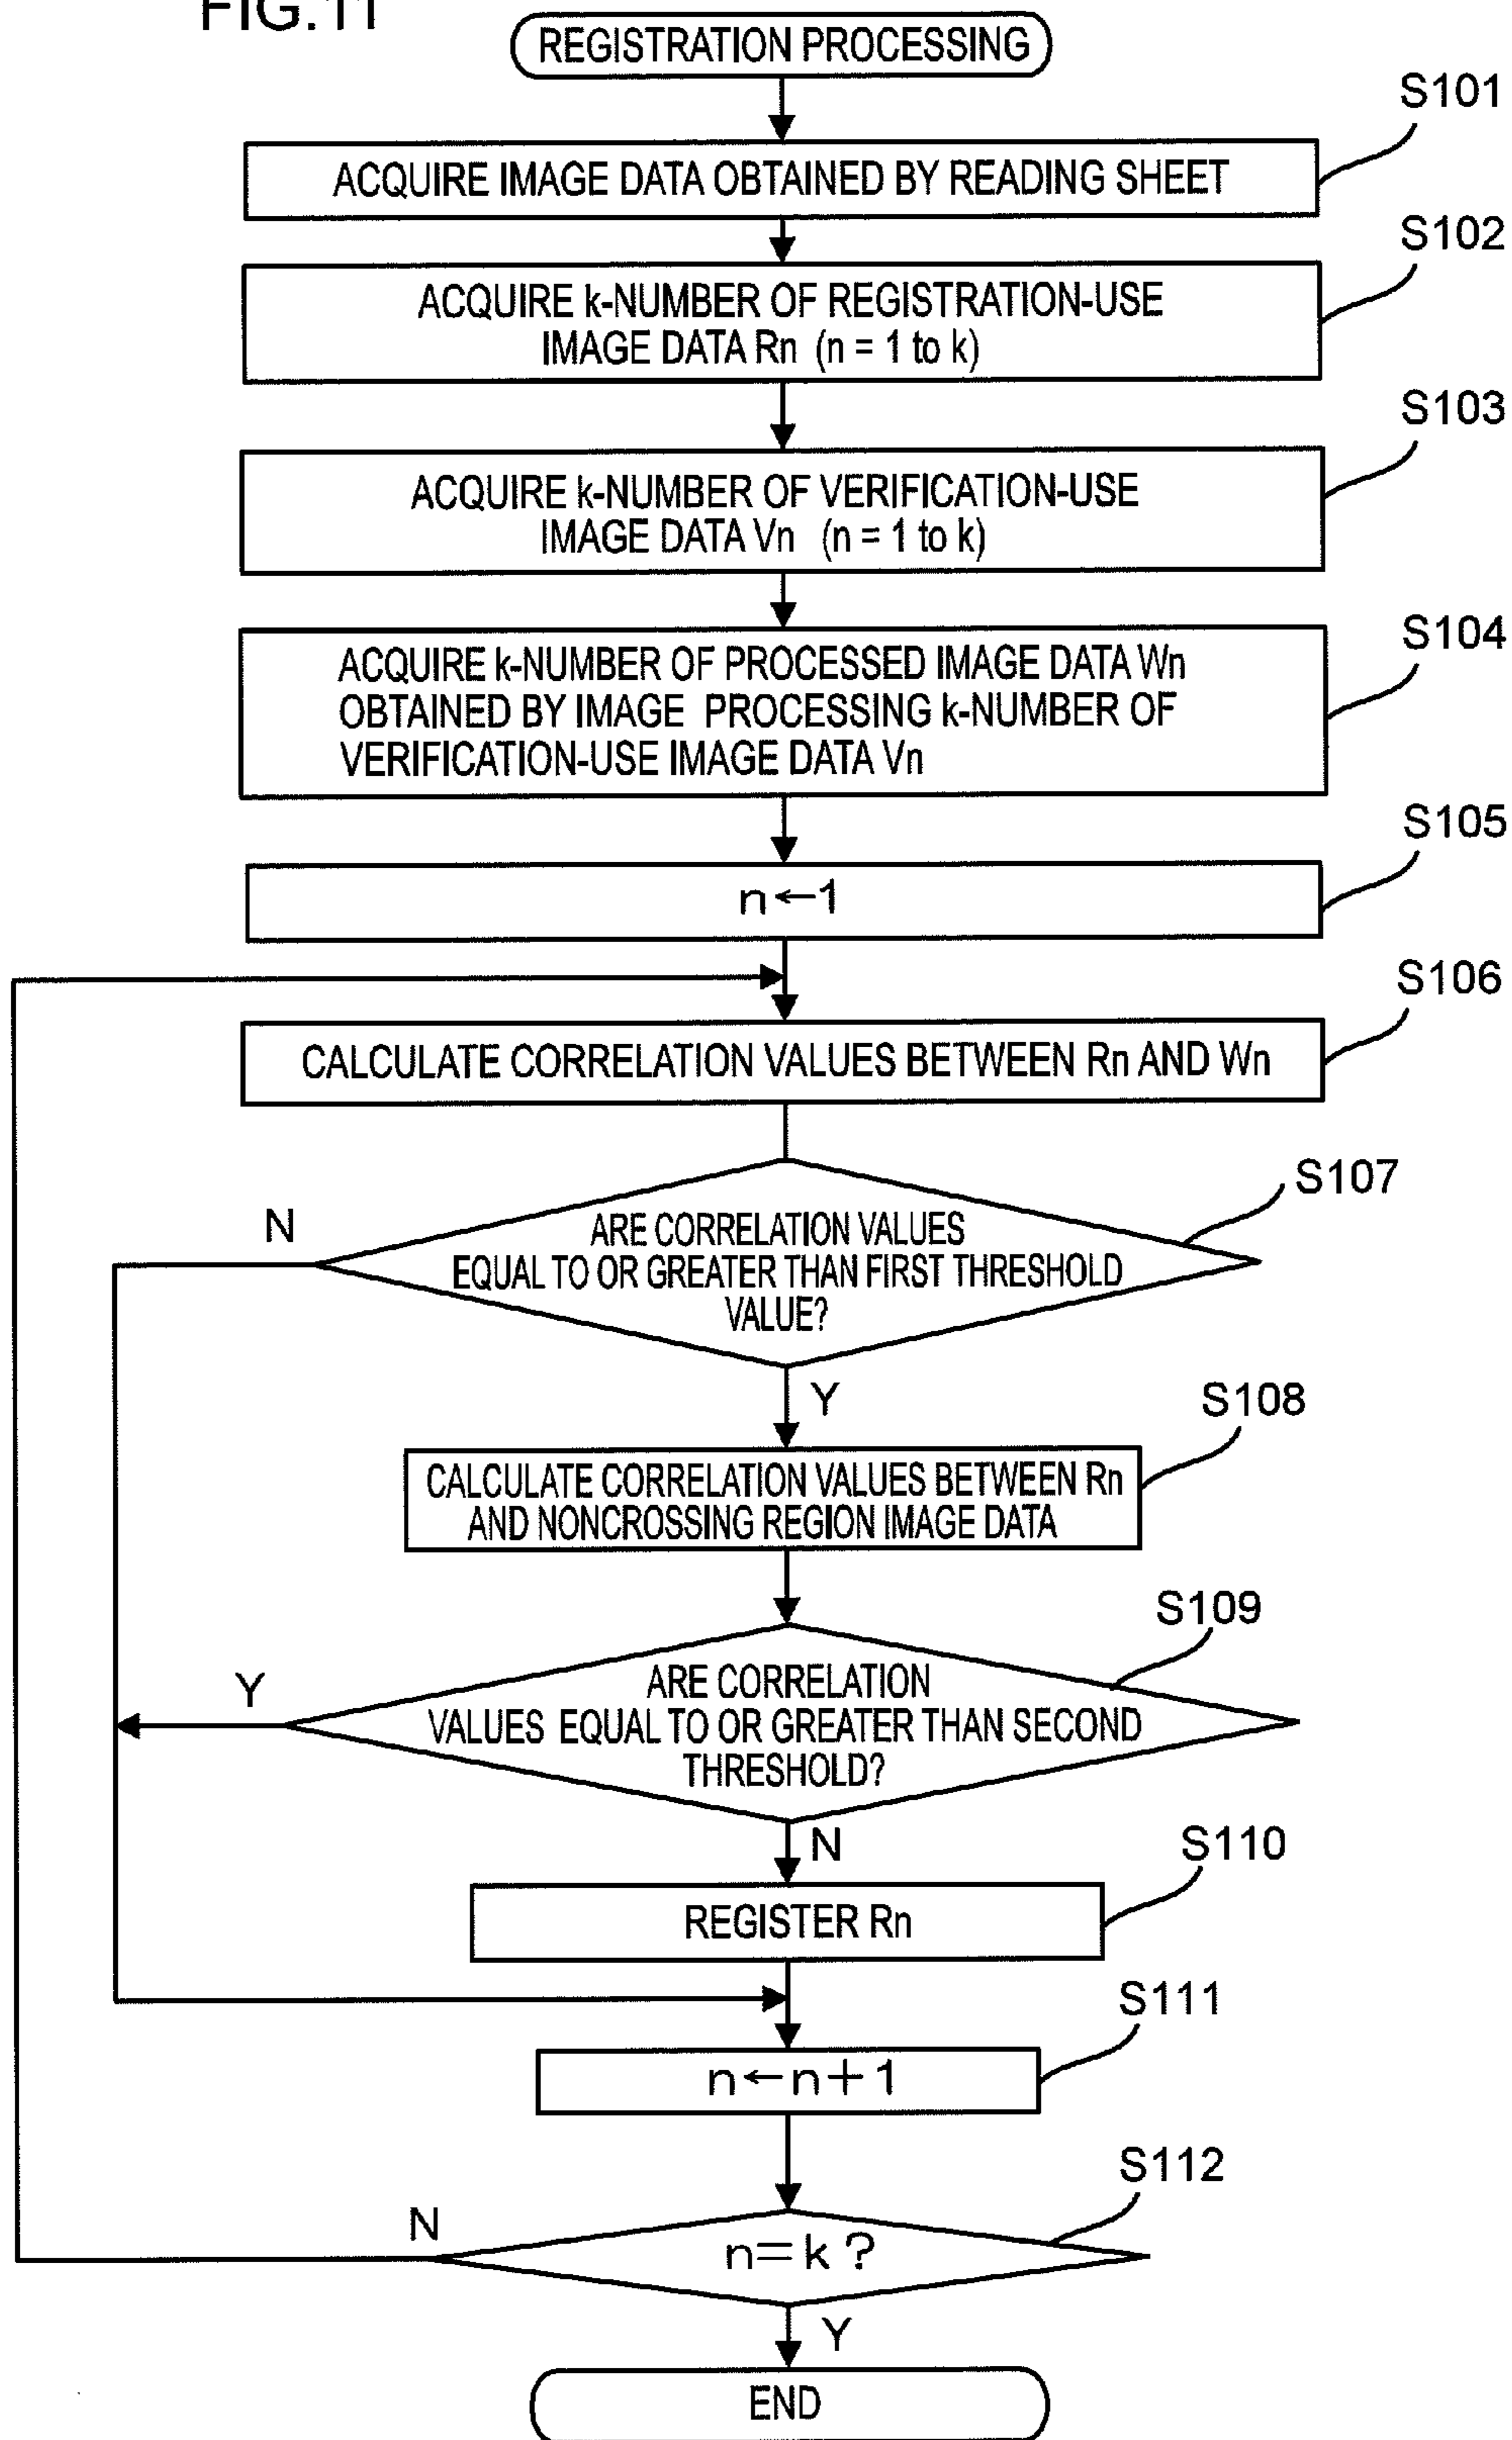 FIG.11
REGISTRATION PROCESSING
S101
ACQUIRE IMAGE DATA OBTAINED BY READING SHEET
S102
ACQUIRE k-NUMBER OF REGISTRATION-USE
IMAGE DATA Rn (n = 1 to k)
S103
ACQUIRE k-NUMBER OF VERIFICATION-USE
IMAGE DATA Vn (n = 1 to k)
S104
ACQUIRE k-NUMBER OF PROCESSED IMAGE DATA Wn
OBTAINED BY IMAGE PROCESSING k-NUMBER OF
VERIFICATION-USE IMAGE DATA Vn
S105
n←1
S106
CALCULATE CORRELATION VALUES BETWEEN Rn AND Wn
S107
N
ARE CORRELATION VALUES
EQUAL TO OR GREATER THAN FIRST THRESHOLD
VALUE?
Y
S108
CALCULATE CORRELATION VALUES BETWEEN Rn
AND NONCROSSING REGION IMAGE DATA
S109
Y
ARE CORRELATION
VALUES EQUAL TO OR GREATER THAN SECOND
THRESHOLD?
N
S110
REGISTER Rn
S111
n←n+1
S112
N
n=k?
Y
END